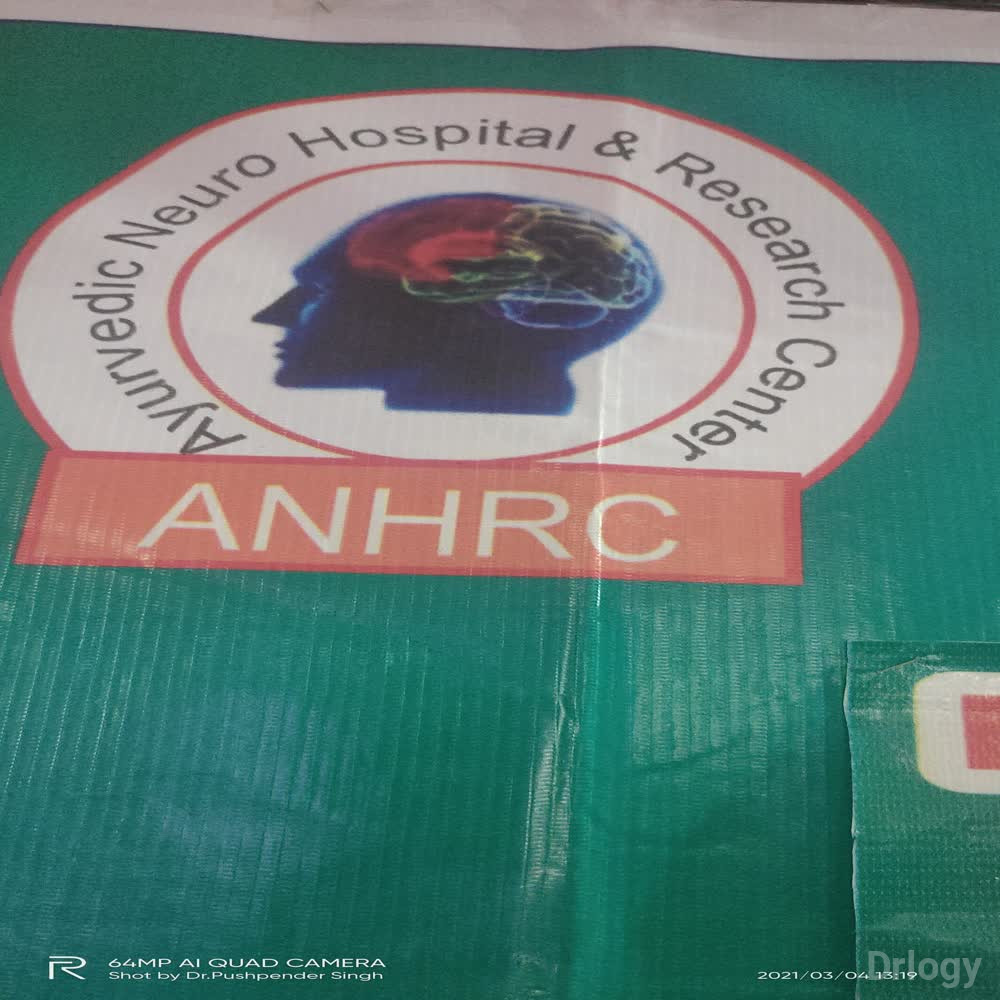 Ayurvedic Neuro Hospital & Research Center
ANHRC
R
64MP AI QUAD CAMERA
Shot by Dr.Pushpender Singh
2021/03/04 13:19
Drlogy